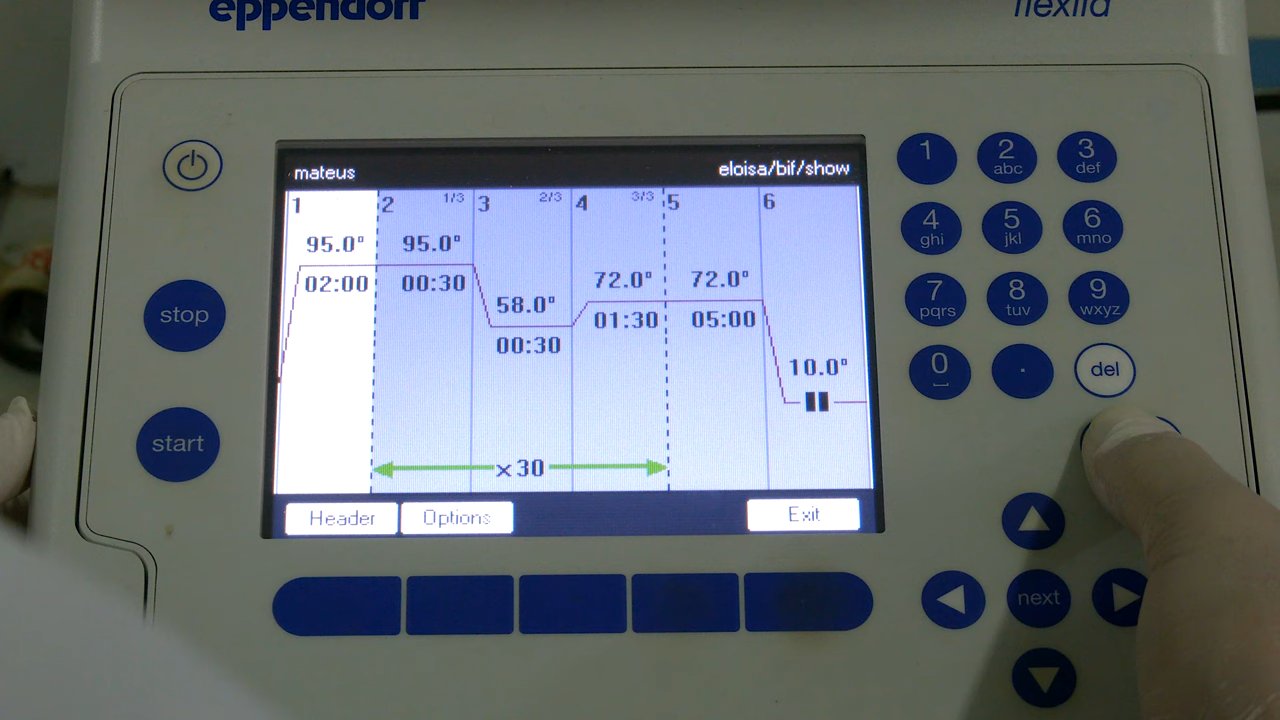 eppendorf
flexlid
mateus eloisa/bif/show
1 2 1/3 3 2/3 4 3/3 5 6
95.0° 95.0° 58.0° 72.0° 72.0° 10.0°
02:00 00:30 00:30 01:30 05:00
x 30
Header Options Exit
stop
start
1 2 abc 3 def
4 ghi 5 jkl 6 mno
7 pqrs 8 tuv 9 wxyz
0 . del
next